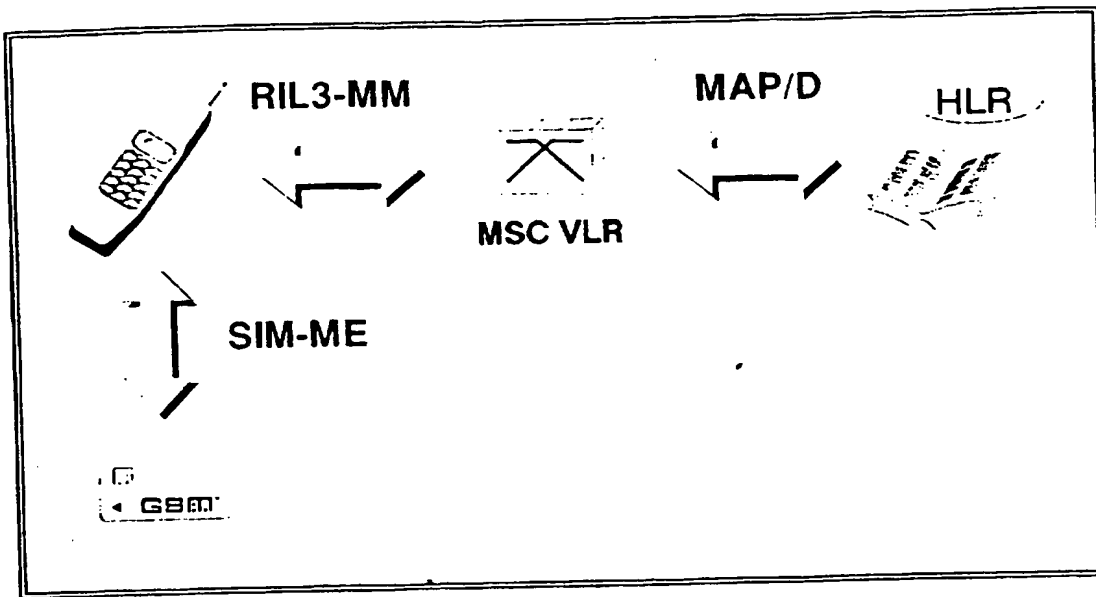 RIL3-MM
MAP/D
HLR
MSC VLR
SIM-ME
GSM